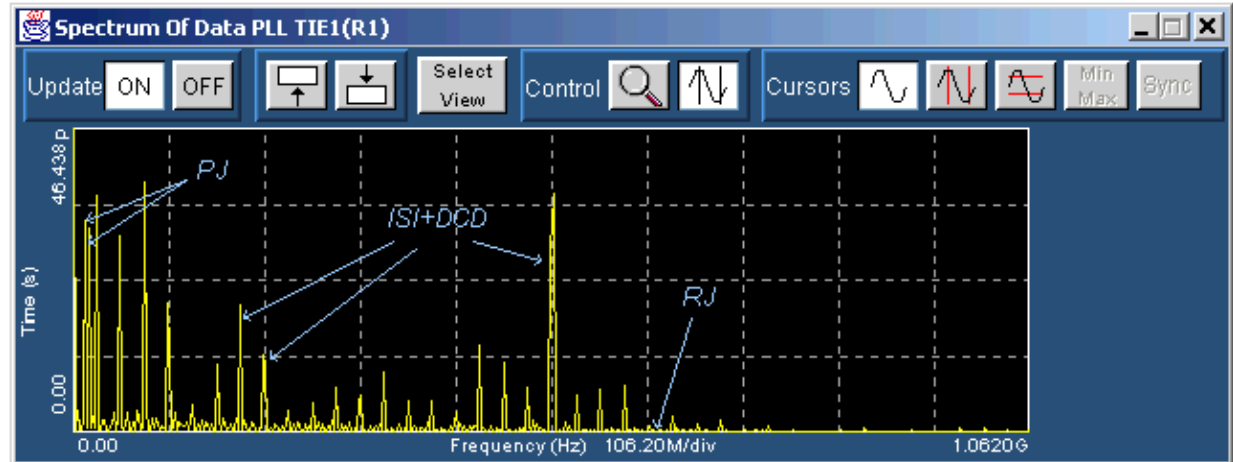 Spectrum Of Data PLL TIE1(R1)
Update ON OFF
Select
View
Control
Cursors
Min
Max
Sync
46.438 p
Time (s)
0.00
PJ
ISI+DCD
RJ
0.00
Frequency (Hz) 106.20M/div
1.0620G